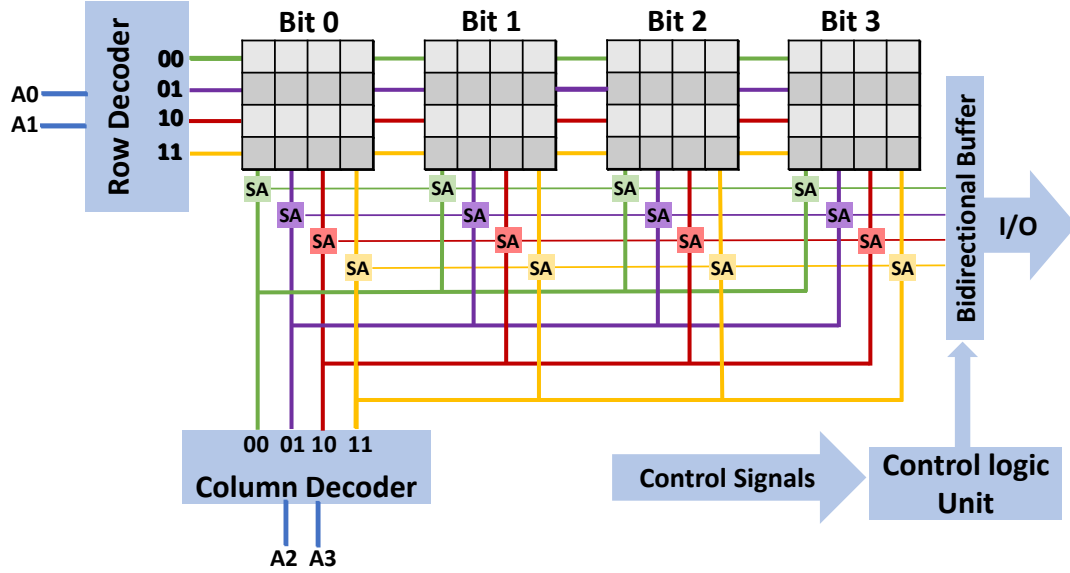 Bit 0
Bit 1
Bit 2
Bit 3
Row Decoder
00
01
10
11
A0
A1
SA SA SA SA
SA SA SA SA
SA SA SA SA
SA SA SA SA
Bidirectional Buffer
I/O
00 01 10 11
Column Decoder
A2 A3
Control Signals
Control logic
Unit